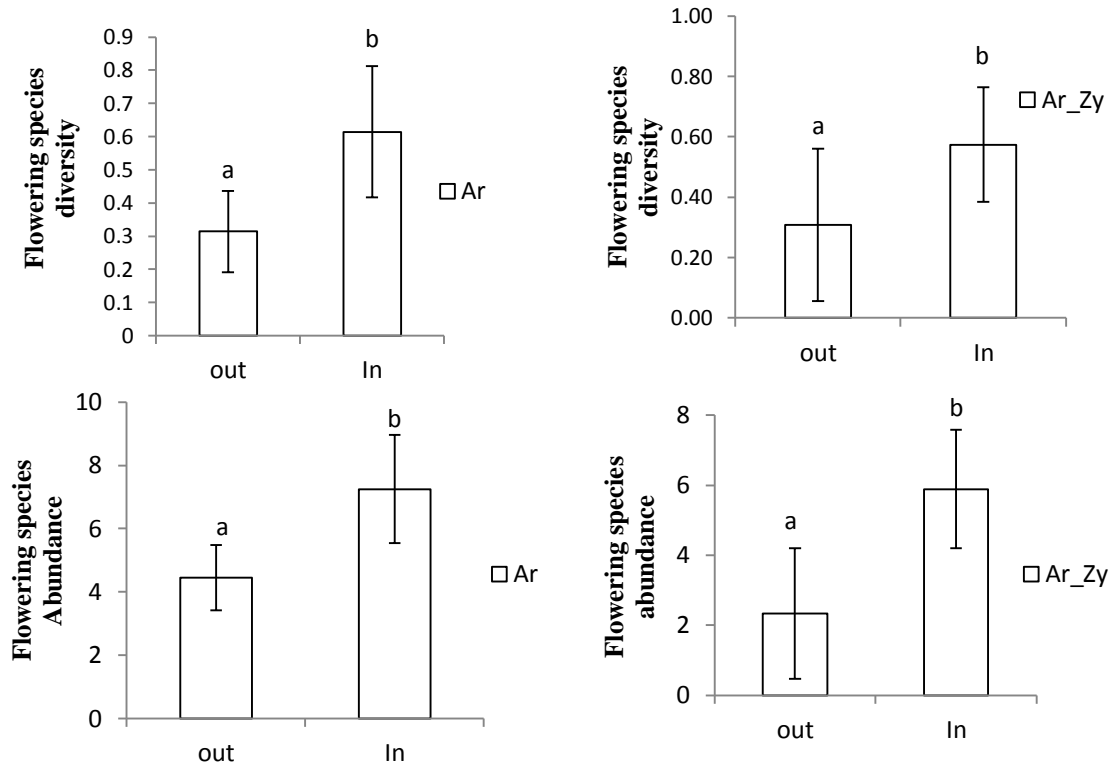 Flowering species
diversity
0.9
0.8
0.7
0.6
0.5
0.4
0.3
0.2
0.1
0
a
b
out
In
Ar
Flowering species
diversity
1.00
0.80
0.60
0.40
0.20
0.00
a
b
out
In
Ar_Zy
Flowering species
Abundance
10
8
6
4
2
0
a
b
out
In
Ar
Flowering species
abundance
8
6
4
2
0
a
b
out
In
Ar_Zy